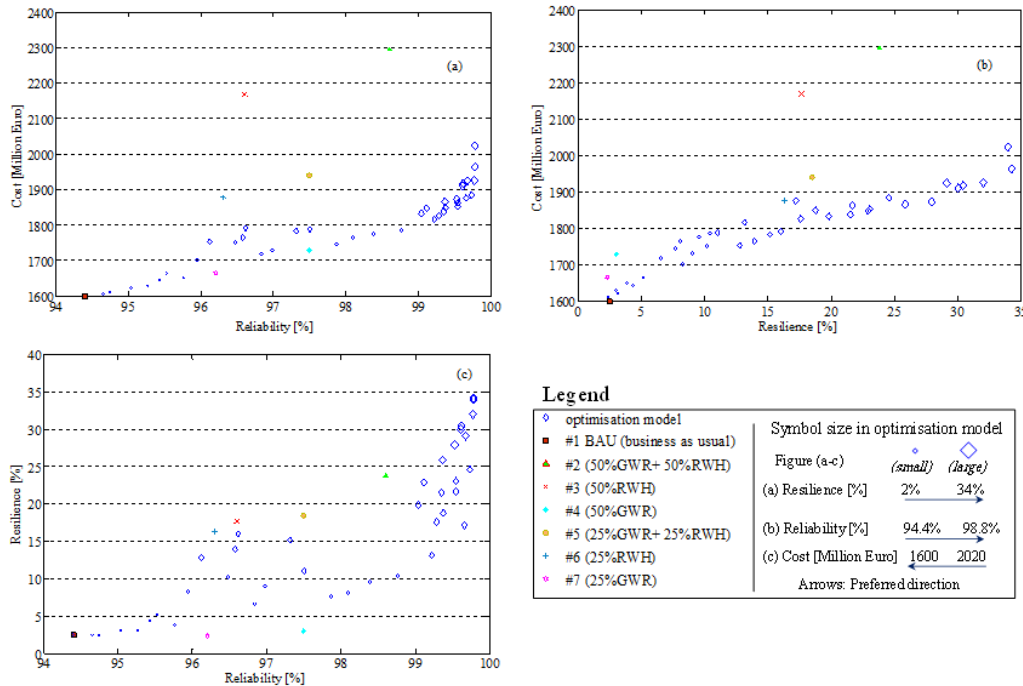 2400
2300
2200
2100
2000
1900
1800
1700
1600
Cost [Million Euro]
(a)
94 95 96 97 98 99 100
Reliability [%]
2400
2300
2200
2100
2000
1900
1800
1700
1600
Cost [Million Euro]
(b)
0 5 10 15 20 25 30 35
Resilience [%]
40
35
30
25
20
15
10
5
0
Resilience [%]
(c)
94 95 96 97 98 99 100
Reliability [%]
Legend
optimisation model
#1 BAU (business as usual)
#2 (50%GWR+ 50%RWH)
#3 (50%RWH)
#4 (50%GWR)
#5 (25%GWR+ 25%RWH)
#6 (25%RWH)
#7 (25%GWR)
Symbol size in optimisation model
Figure (a-c) (small) (large)
(a) Resilience [%] 2% 34%
(b) Reliability [%] 94.4% 98.8%
(c) Cost [Million Euro] 1600 2020
Arrows: Preferred direction